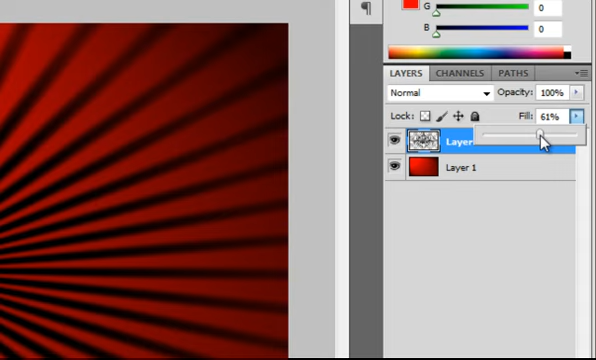 G 0
B 0
LAYERS CHANNELS PATHS
Normal Opacity: 100%
Lock: Fill: 61%
Layer
Layer 1